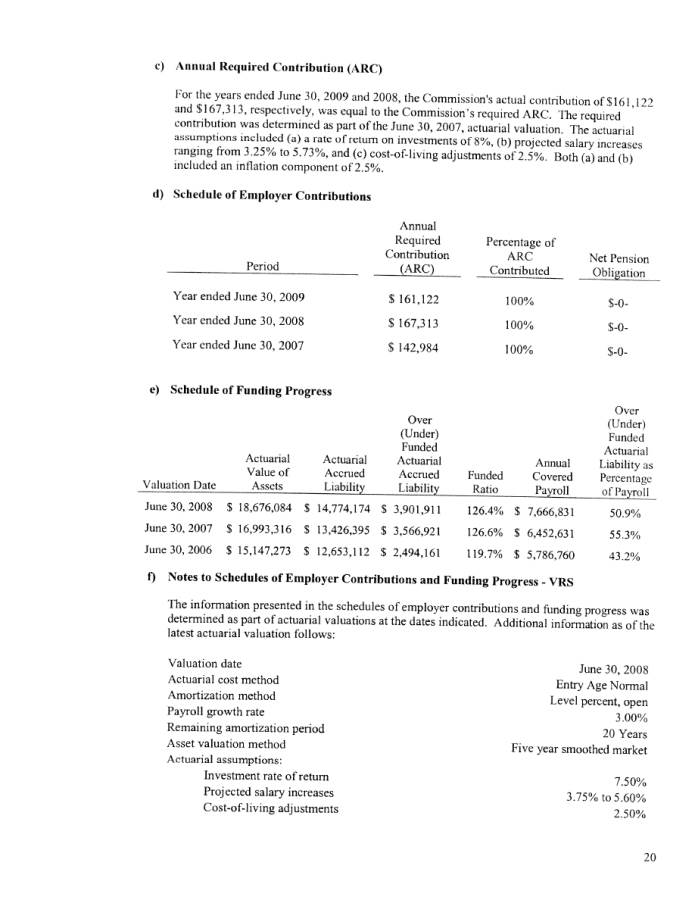 c) Annual Required Contribution (ARC)
For the years ended June 30, 2009 and 2008, the Commission's actual contribution of $161,122
and $167,313, respectively, was equal to the Commission's required ARC. The required
contribution was determined as part of the June 30, 2007, actuarial valuation. The actuarial
assumptions included (a) a rate of return on investments of 8%, (b) projected salary increases
ranging from 3.25% to 5.73%, and (c) cost-of-living adjustments of 2.5%. Both (a) and (b)
included an inflation component of 2.5%.
d) Schedule of Employer Contributions
Annual
Required Percentage of
Contribution ARC Net Pension
Period (ARC) Contributed Obligation
Year ended June 30, 2009 $ 161,122 100% $-0-
Year ended June 30, 2008 $ 167,313 100% $-0-
Year ended June 30, 2007 $ 142,984 100% $-0-
e) Schedule of Funding Progress
Over
Over (Under)
(Under) Funded
Funded Actuarial
Actuarial Actuarial Actuarial Annual Liability as
Value of Accrued Accrued Funded Covered Percentage
Valuation Date Assets Liability Liability Ratio Payroll of Payroll
June 30, 2008 $ 18,676,084 $ 14,774,174 $ 3,901,911 126.4% $ 7,666,831 50.9%
June 30, 2007 $ 16,993,316 $ 13,426,395 $ 3,566,921 126.6% $ 6,452,631 55.3%
June 30, 2006 $ 15,147,273 $ 12,653,112 $ 2,494,161 119.7% $ 5,786,760 43.2%
f) Notes to Schedules of Employer Contributions and Funding Progress - VRS
The information presented in the schedules of employer contributions and funding progress was
determined as part of actuarial valuations at the dates indicated. Additional information as of the
latest actuarial valuation follows:
Valuation date June 30, 2008
Actuarial cost method Entry Age Normal
Amortization method Level percent, open
Payroll growth rate 3.00%
Remaining amortization period 20 Years
Asset valuation method Five year smoothed market
Actuarial assumptions:
Investment rate of return 7.50%
Projected salary increases 3.75% to 5.60%
Cost-of-living adjustments 2.50%
20